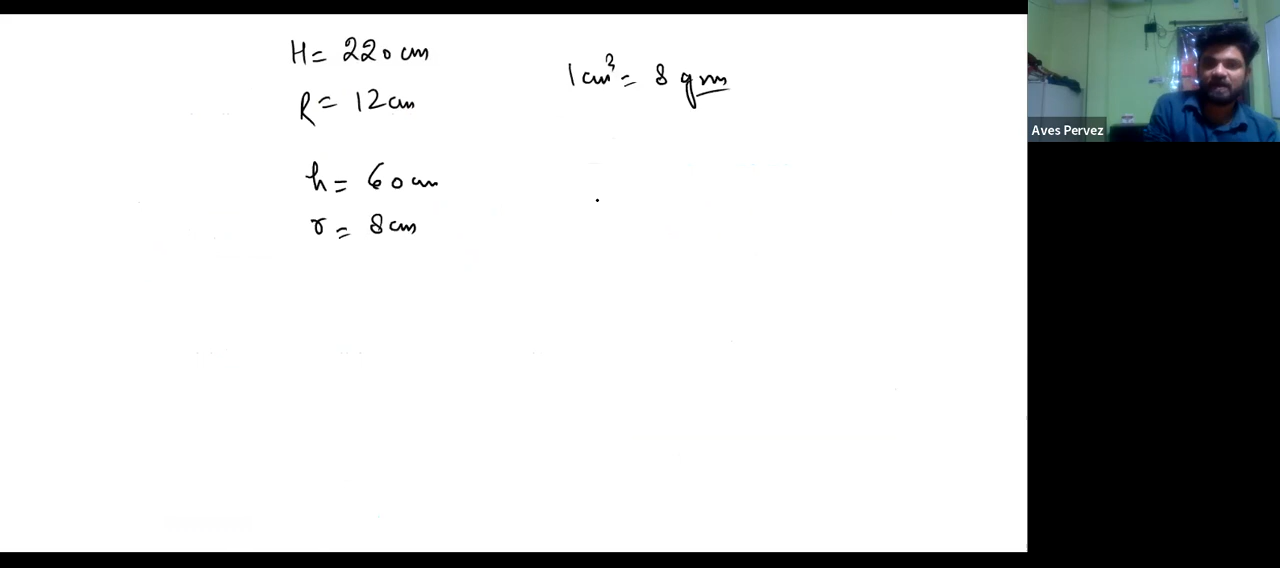 H = 220 cm
R = 12 cm
h = 60 cm
r = 8 cm
1 cm³ = 8 gm
Aves Pervez